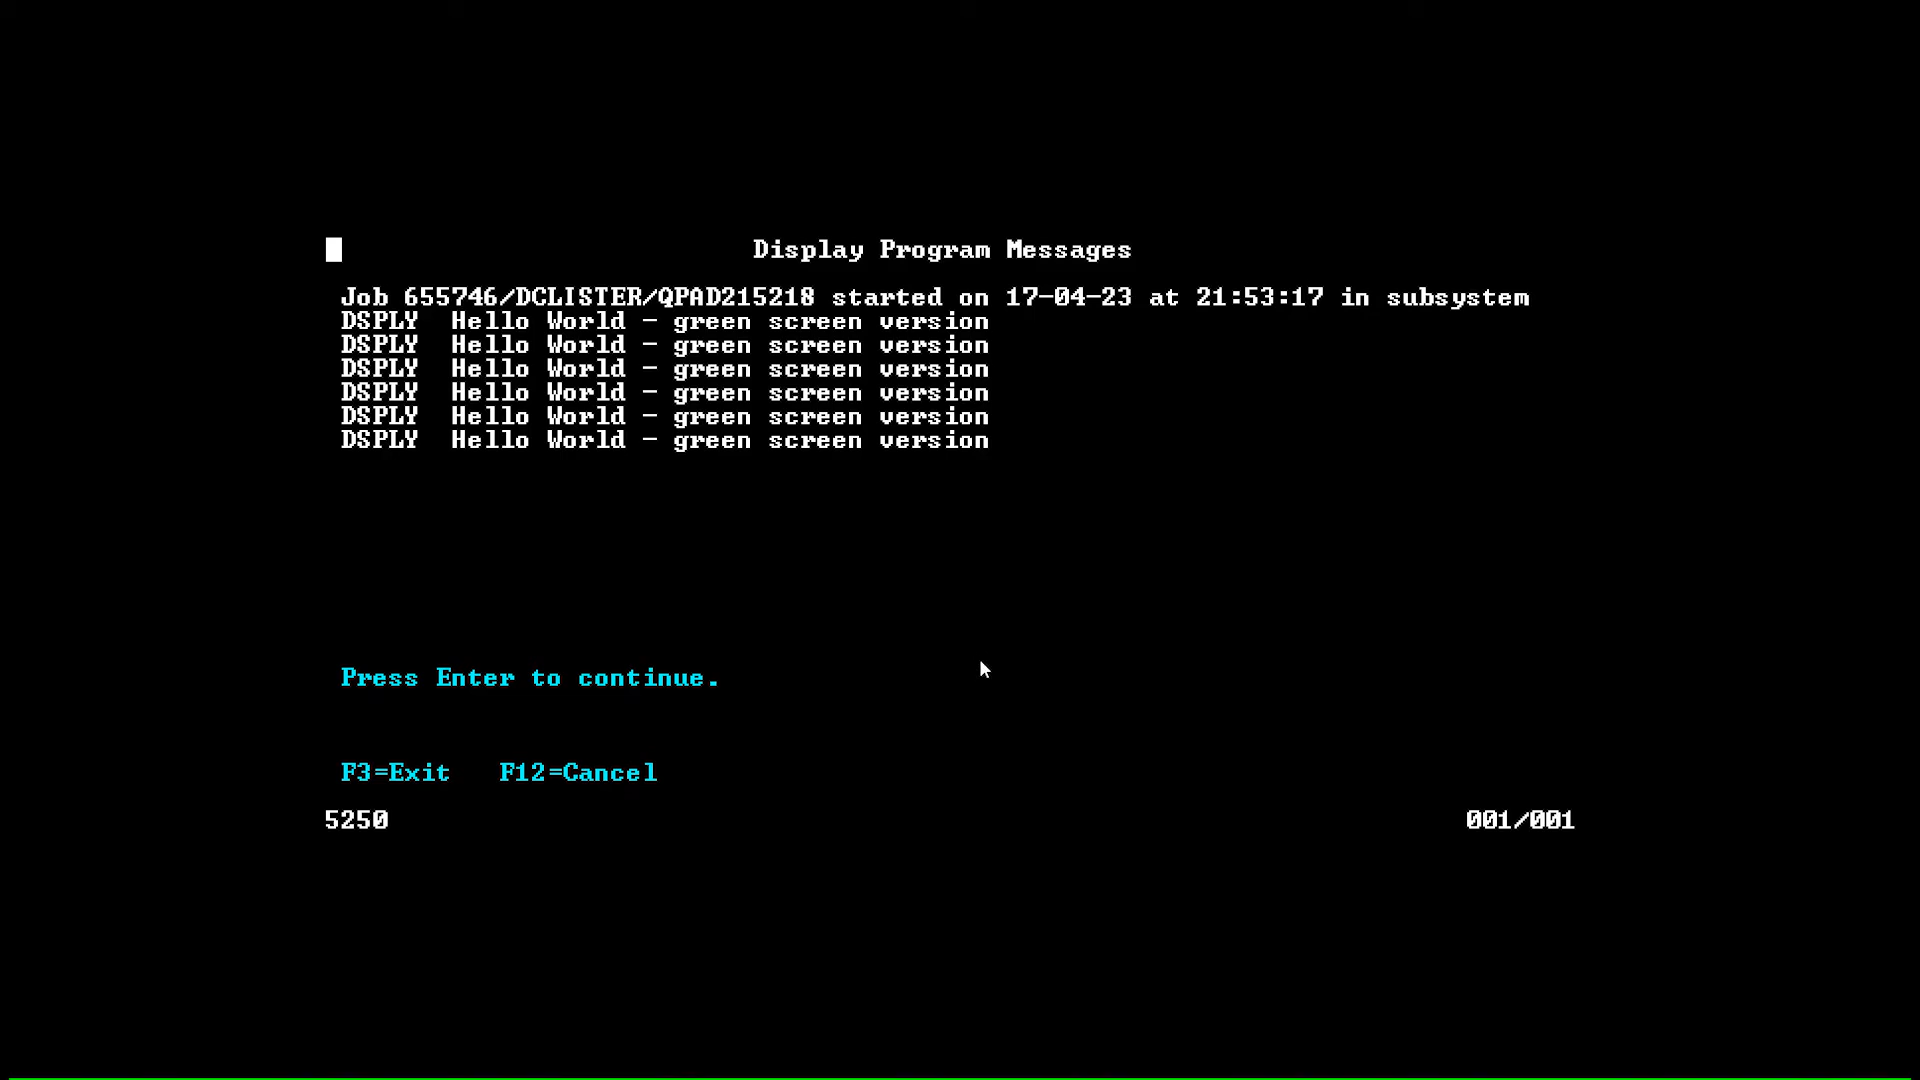 Display Program Messages
Job 655746/DCLISTER/QPAD215218 started on 17-04-23 at 21:53:17 in subsystem
DSPLY  Hello World - green screen version
DSPLY  Hello World - green screen version
DSPLY  Hello World - green screen version
DSPLY  Hello World - green screen version
DSPLY  Hello World - green screen version
DSPLY  Hello World - green screen version
Press Enter to continue.
F3=Exit   F12=Cancel
5250 001/001